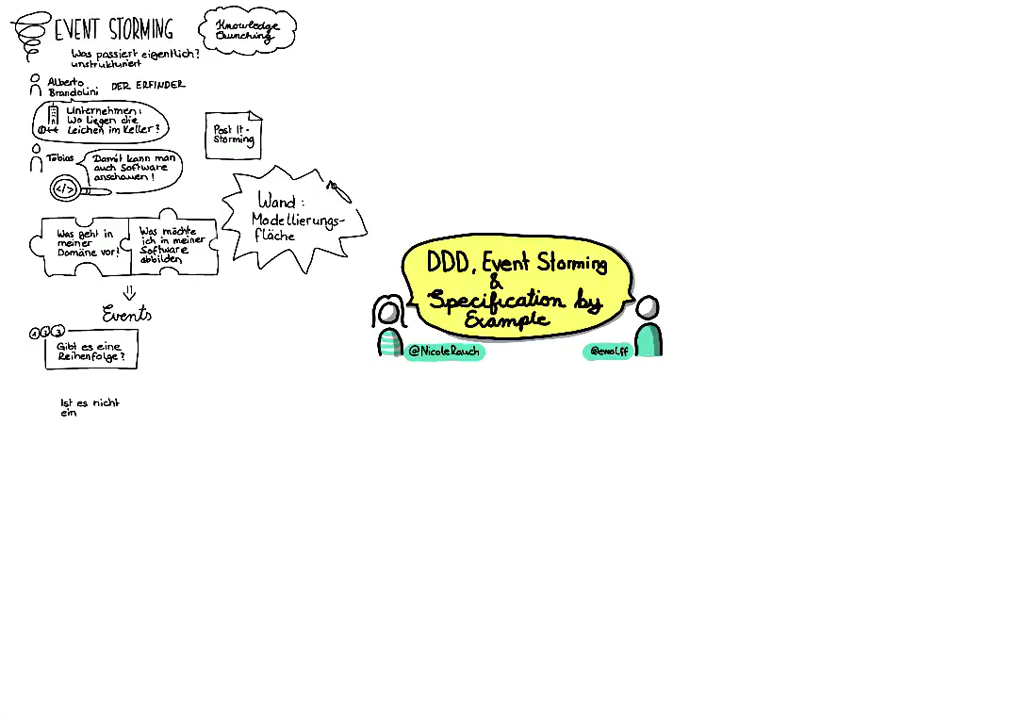 EVENT STORMING
Knowledge
Crunching
Was passiert eigentlich?
unstrukturiert
Alberto
Brandolini
DER ERFINDER
Unternehmen:
Wo liegen die
Leichen im Keller?
Post It-
Storming
Tobias
Damit kann man
auch Software
anschauen!
</>
Wand:
Modellierungs-
fläche
Was geht in
meiner
Domäne vor?
Was möchte
ich in meiner
Software
abbilden
Events
1 2 3
Gibt es eine
Reihenfolge?
Ist es nicht
ein
DDD, Event Storming
&
Specification by
Example
@NicoleRauch
@ewolff